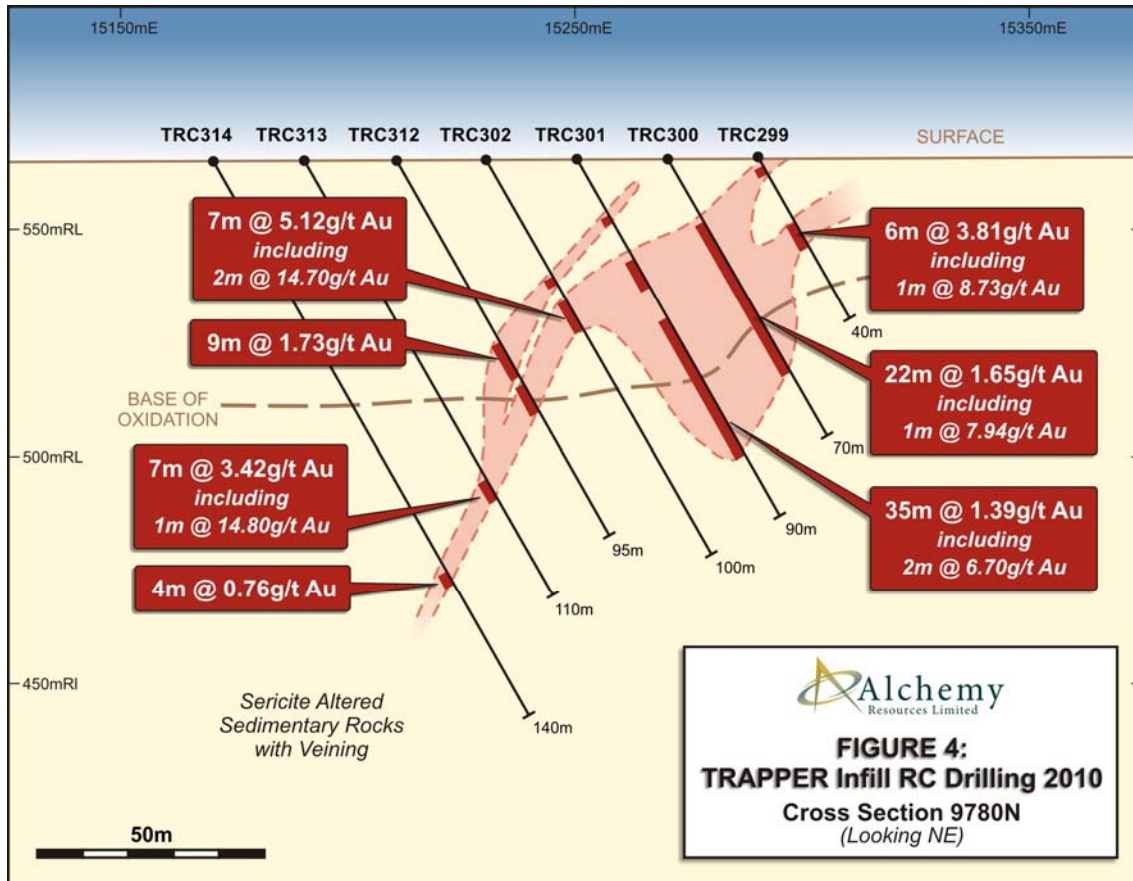 15150mE
15250mE
15350mE
TRC314
TRC313
TRC312
TRC302
TRC301
TRC300
TRC299
SURFACE
550mRL
7m @ 5.12g/t Au
including
2m @ 14.70g/t Au
6m @ 3.81g/t Au
including
1m @ 8.73g/t Au
40m
9m @ 1.73g/t Au
22m @ 1.65g/t Au
including
1m @ 7.94g/t Au
BASE OF
OXIDATION
70m
500mRL
7m @ 3.42g/t Au
including
1m @ 14.80g/t Au
35m @ 1.39g/t Au
including
2m @ 6.70g/t Au
90m
95m
100m
4m @ 0.76g/t Au
110m
450mRl
Sericite Altered
Sedimentary Rocks
with Veining
140m
Alchemy
Resources Limited
FIGURE 4:
TRAPPER Infill RC Drilling 2010
Cross Section 9780N
(Looking NE)
50m